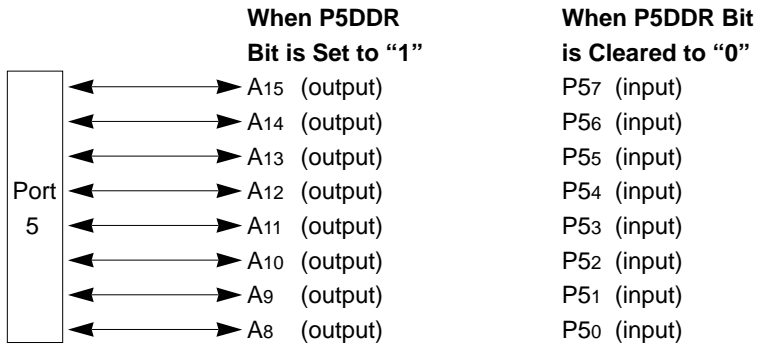 When P5DDR When P5DDR Bit
Bit is Set to “1” is Cleared to “0”
A15 (output) P57 (input)
A14 (output) P56 (input)
A13 (output) P55 (input)
Port A12 (output) P54 (input)
5 A11 (output) P53 (input)
A10 (output) P52 (input)
A9 (output) P51 (input)
A8 (output) P50 (input)